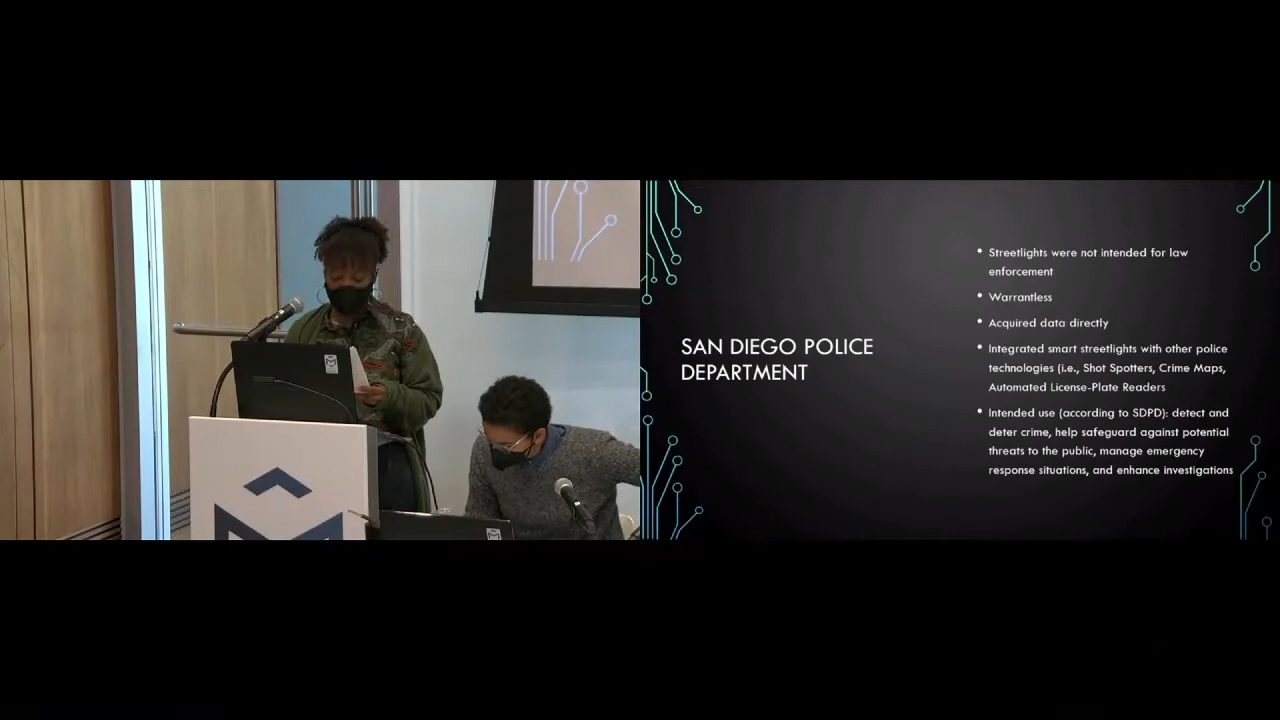 SAN DIEGO POLICE
DEPARTMENT
• Streetlights were not intended for law
enforcement
• Warrantless
• Acquired data directly
• Integrated smart streetlights with other police
technologies (i.e., Shot Spotters, Crime Maps,
Automated License-Plate Readers
• Intended use (according to SDPD): detect and
deter crime, help safeguard against potential
threats to the public, manage emergency
response situations, and enhance investigations